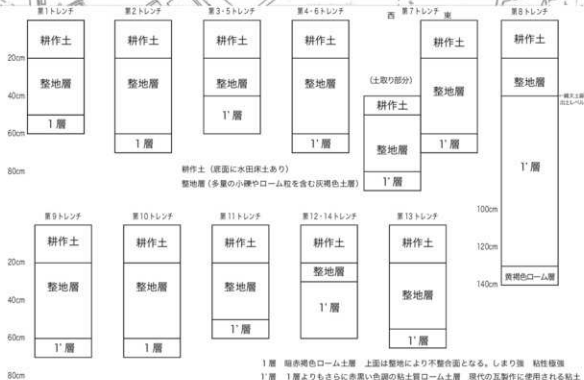 第1トレンチ 第2トレンチ 第3・5トレンチ 第4・6トレンチ 西 第7トレンチ 東 第8トレンチ
耕作土 耕作土 耕作土 耕作土 耕作土 耕作土
20cm
整地層 整地層 整地層 整地層 (土取り部分) 整地層 整地層
40cm
耕作土
1層 1層 1'層 1'層 整地層 1'層 1'層
60cm
80cm
1'層
耕作土(底面に水田床土あり)
整地層(多量の小礫やローム粒を含む灰褐色土層)
100cm
120cm
黄褐色ローム層
140cm
第9トレンチ 第10トレンチ 第11トレンチ 第12・14トレンチ 第13トレンチ
耕作土 耕作土 耕作土 耕作土 耕作土
20cm
整地層 整地層 整地層 整地層 整地層
40cm
1'層 1層 1'層 1'層 1'層
60cm
80cm
1層 暗赤褐色ローム土層 上面は整地により不整合面となる。しまり強 粘性極強
1'層 1層よりもさらに赤黒い色調の粘土質ローム土層 現代の瓦製作に使用される粘土